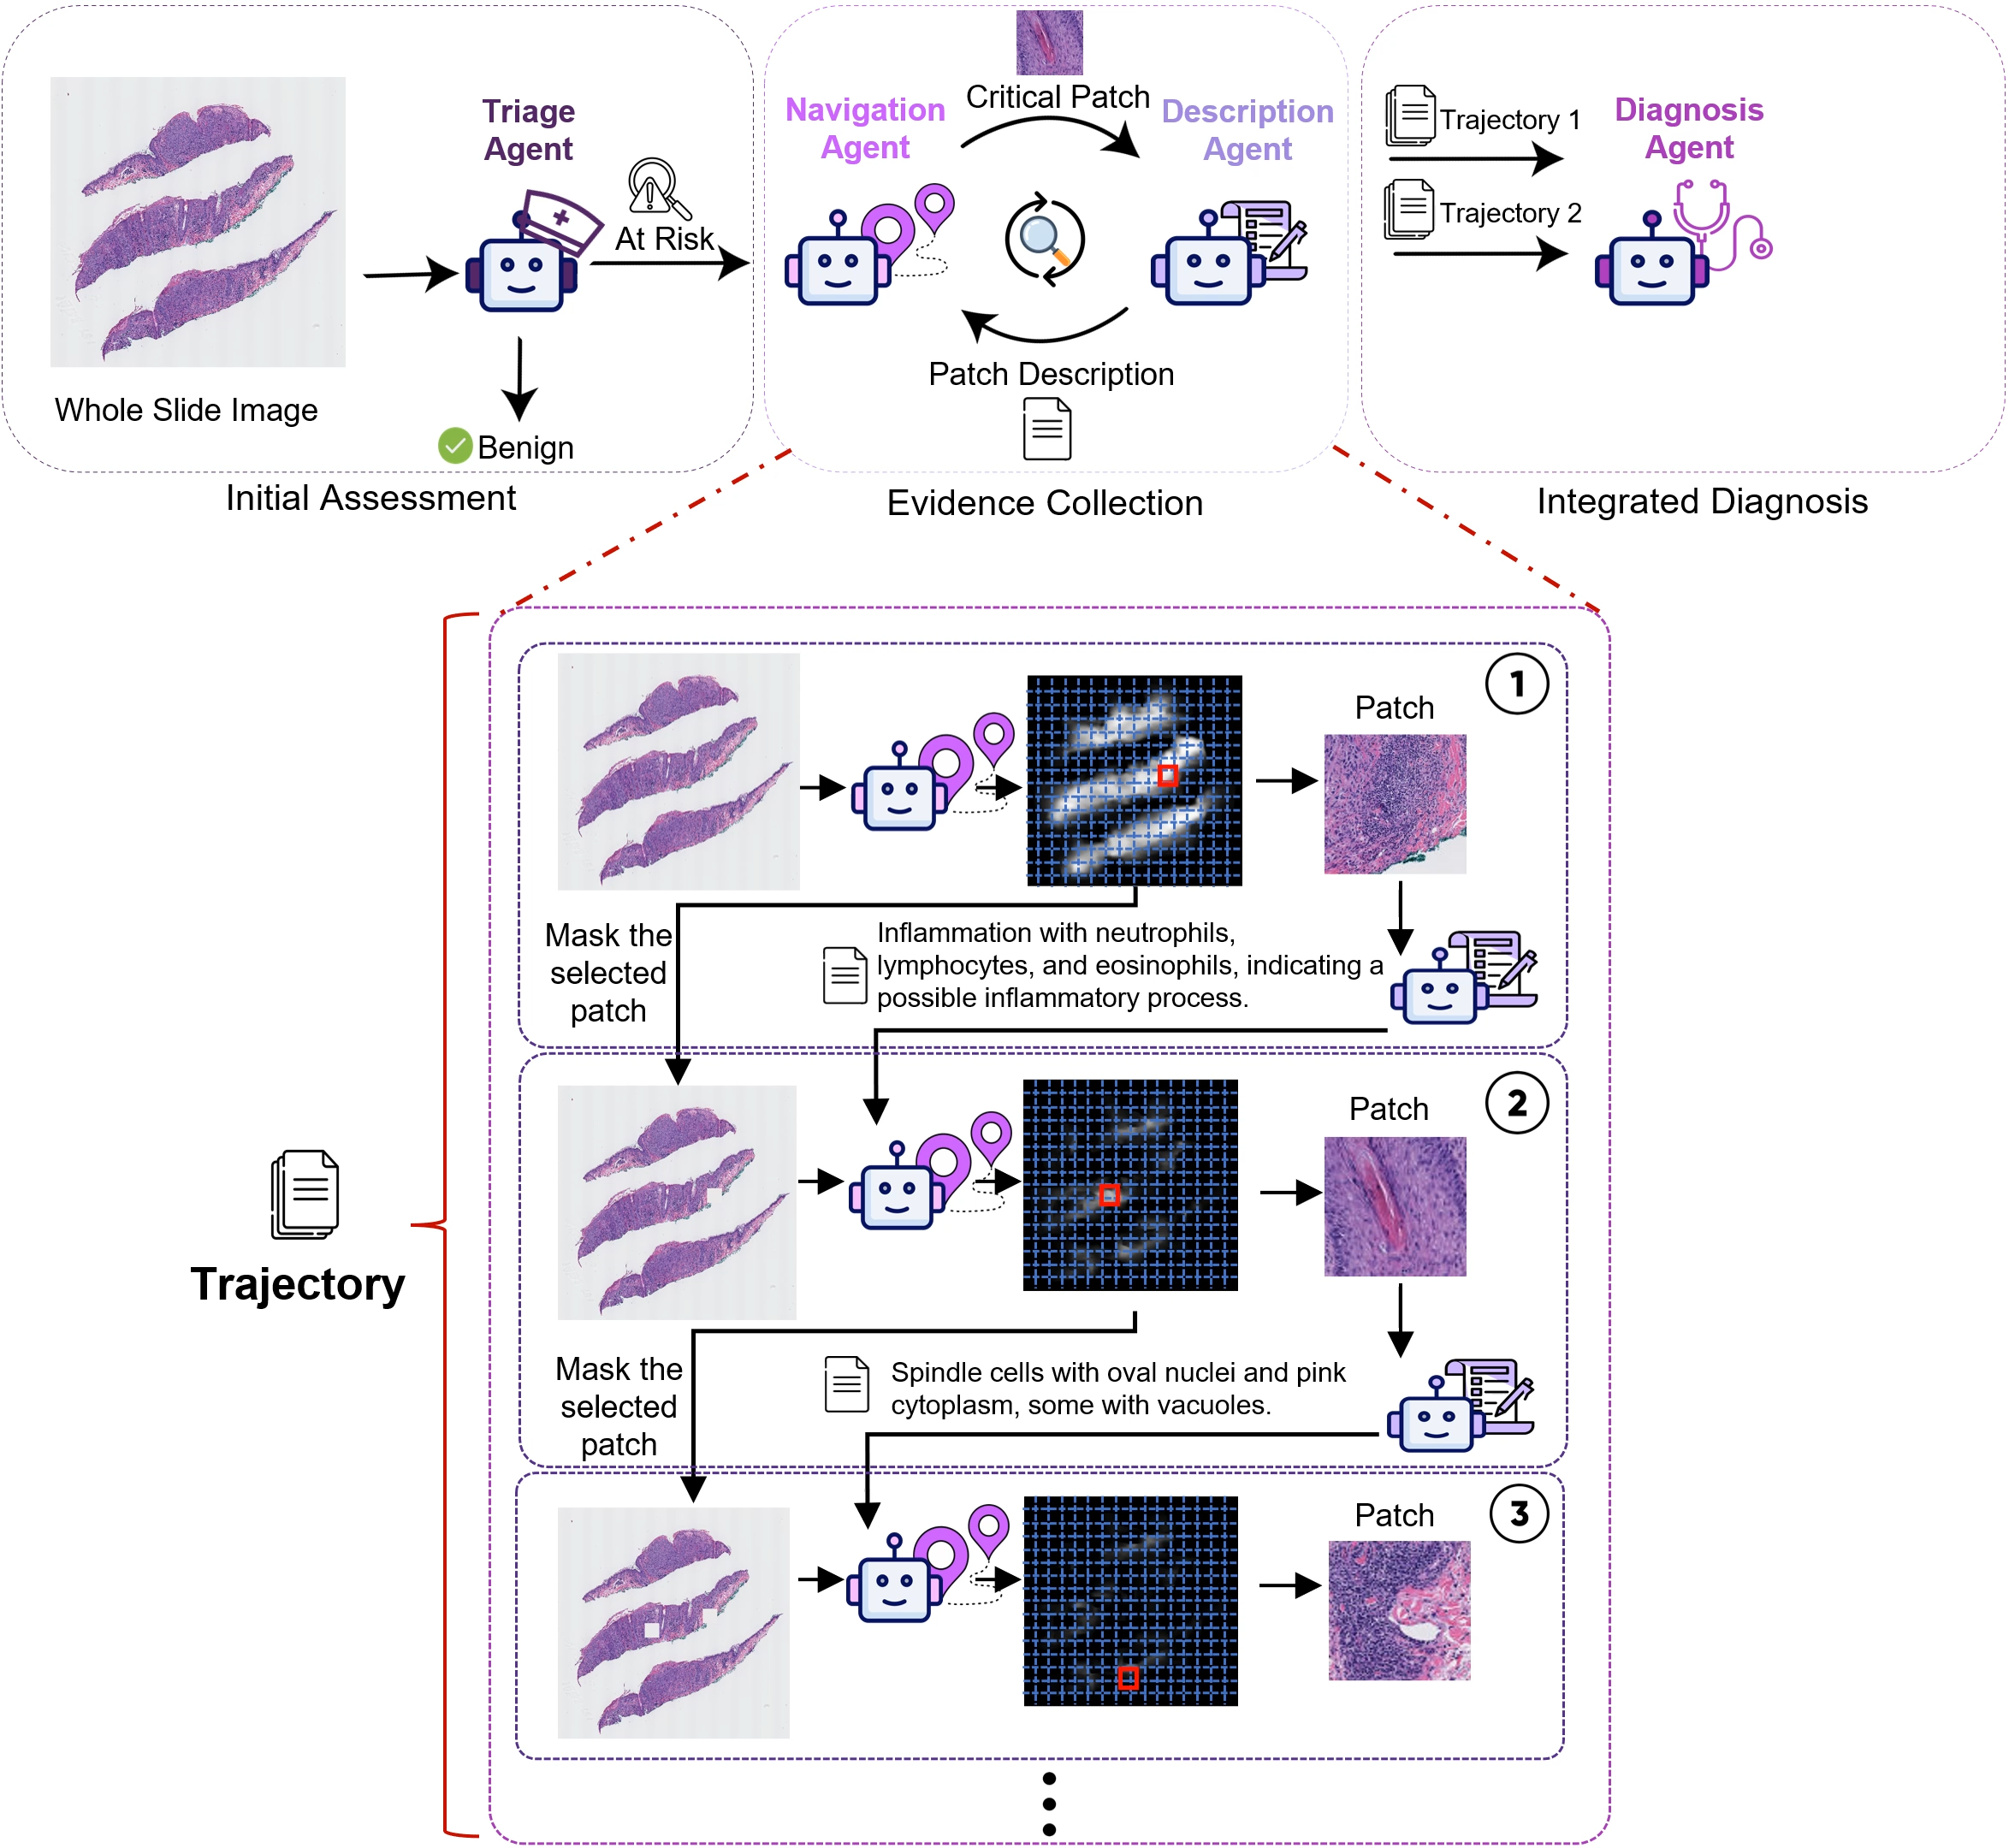 Triage
Agent
At Risk
Whole Slide Image
Benign
Initial Assessment
Critical Patch
Navigation
Agent
Description
Agent
Patch Description
Evidence Collection
Trajectory 1
Trajectory 2
Diagnosis
Agent
Integrated Diagnosis
Trajectory
1
Patch
Mask the
selected
patch
Inflammation with neutrophils,
lymphocytes, and eosinophils, indicating a
possible inflammatory process.
2
Patch
Mask the
selected
patch
Spindle cells with oval nuclei and pink
cytoplasm, some with vacuoles.
3
Patch